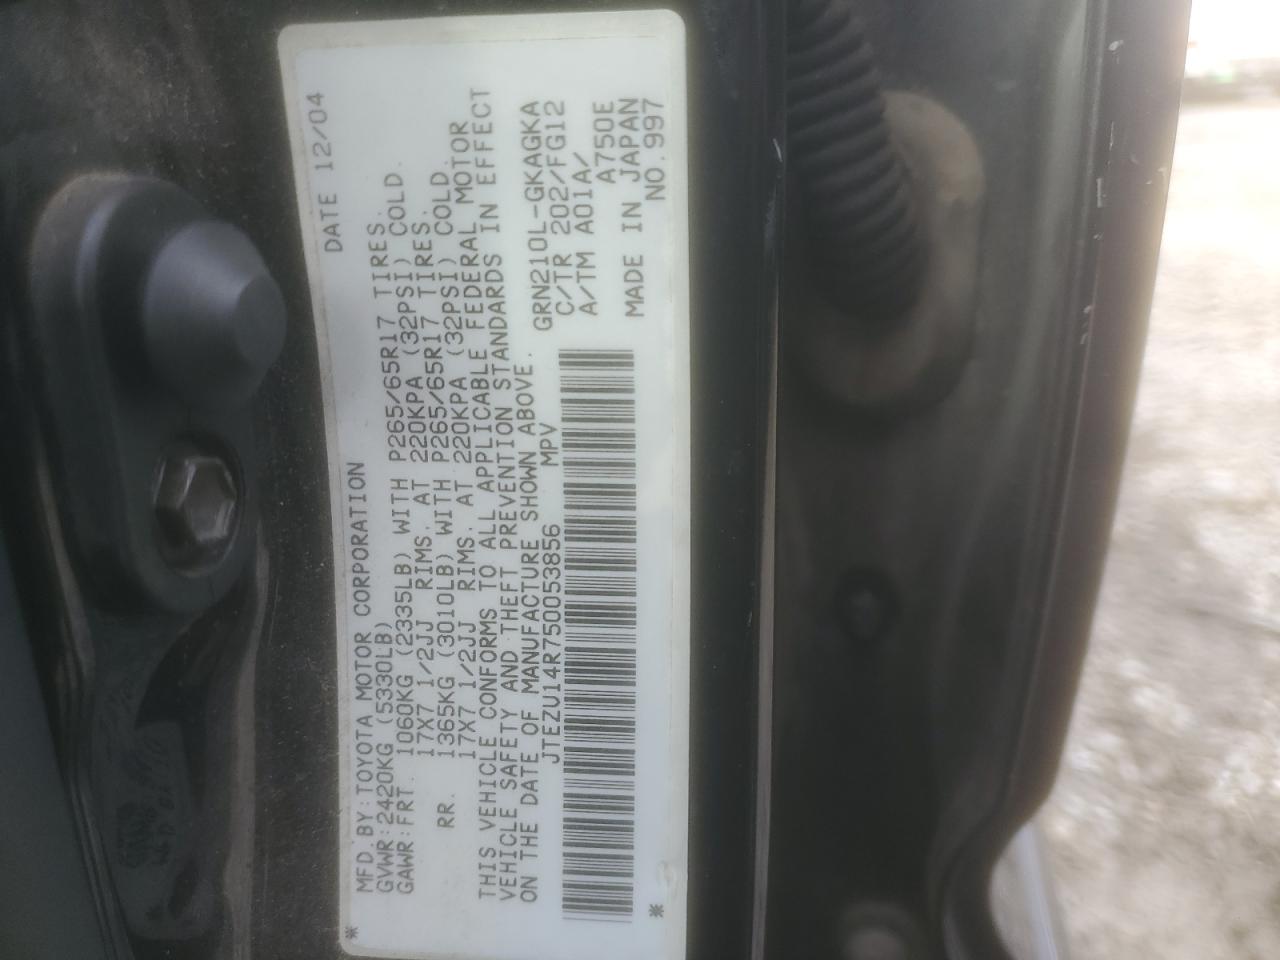 MFD.BY:TOYOTA MOTOR CORPORATION DATE 12/04
GVWR:2420KG (5330LB)
GAWR:FRT. 1060KG (2335LB) WITH P265/65R17 TIRES.
17X7 1/2JJ RIMS. AT 220KPA (32PSI) COLD.
RR. 1365KG (3010LB) WITH P265/65R17 TIRES.
17X7 1/2JJ RIMS. AT 220KPA (32PSI) COLD.
THIS VEHICLE CONFORMS TO ALL APPLICABLE FEDERAL MOTOR
VEHICLE SAFETY AND THEFT PREVENTION STANDARDS IN EFFECT
ON THE DATE OF MANUFACTURE SHOWN ABOVE.
JTEZU14R750053856 MPV
GRN210L-GKAGKA
C/TR 202/FG12
A/TM A01A/
A750E
MADE IN JAPAN
NO.997
* *